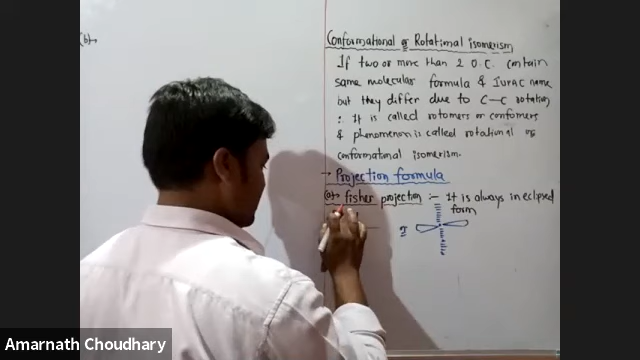 (b)→
Conformational or Rotational isomerism
If two or more than 2 O.C. contain
same molecular formula & IUPAC name
but they differ due to C—C rotation
: It is called rotomers or confomers
& phenomenon is called rotational or
conformational isomerism.
→ Projection formula
(a)→ fisher projection :- It is always in eclipsed
form
I
Amarnath Choudhary